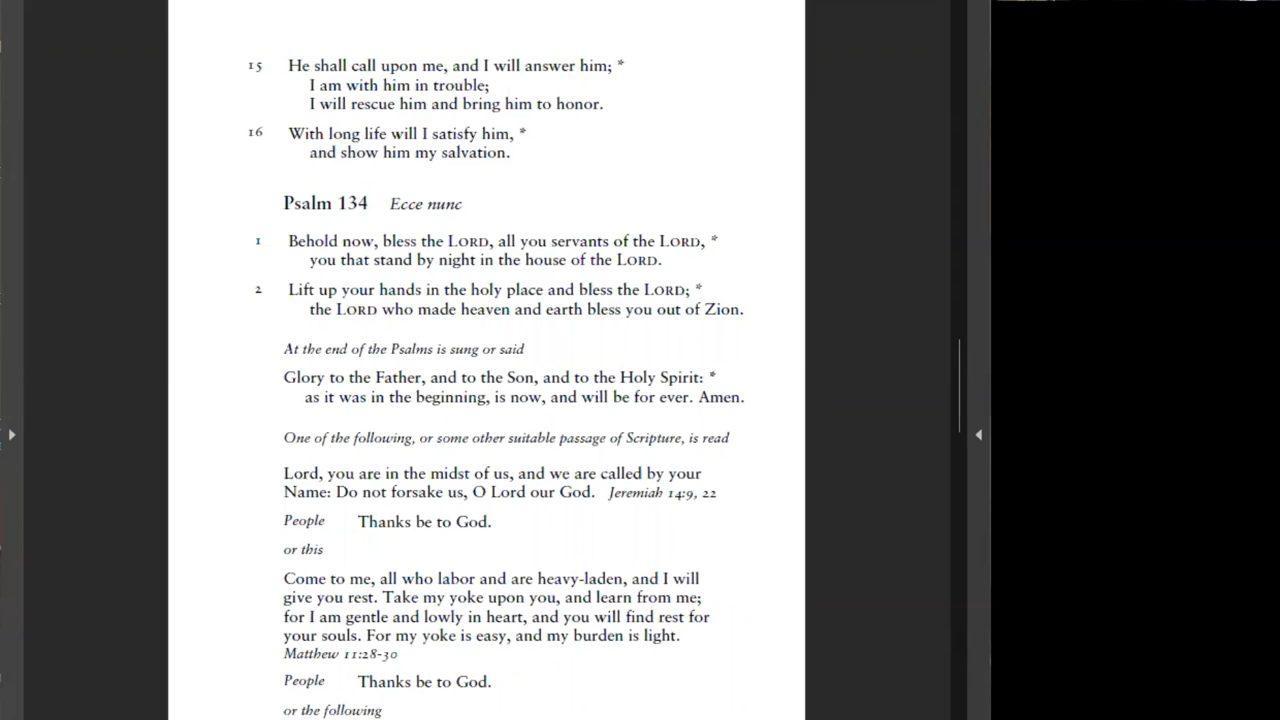 15 He shall call upon me, and I will answer him; *
I am with him in trouble;
I will rescue him and bring him to honor.
16 With long life will I satisfy him, *
and show him my salvation.
Psalm 134 Ecce nunc
1 Behold now, bless the LORD, all you servants of the LORD, *
you that stand by night in the house of the LORD.
2 Lift up your hands in the holy place and bless the LORD; *
the LORD who made heaven and earth bless you out of Zion.
At the end of the Psalms is sung or said
Glory to the Father, and to the Son, and to the Holy Spirit: *
as it was in the beginning, is now, and will be for ever. Amen.
One of the following, or some other suitable passage of Scripture, is read
Lord, you are in the midst of us, and we are called by your
Name: Do not forsake us, O Lord our God. Jeremiah 14:9, 22
People Thanks be to God.
or this
Come to me, all who labor and are heavy-laden, and I will
give you rest. Take my yoke upon you, and learn from me;
for I am gentle and lowly in heart, and you will find rest for
your souls. For my yoke is easy, and my burden is light.
Matthew 11:28-30
People Thanks be to God.
or the following